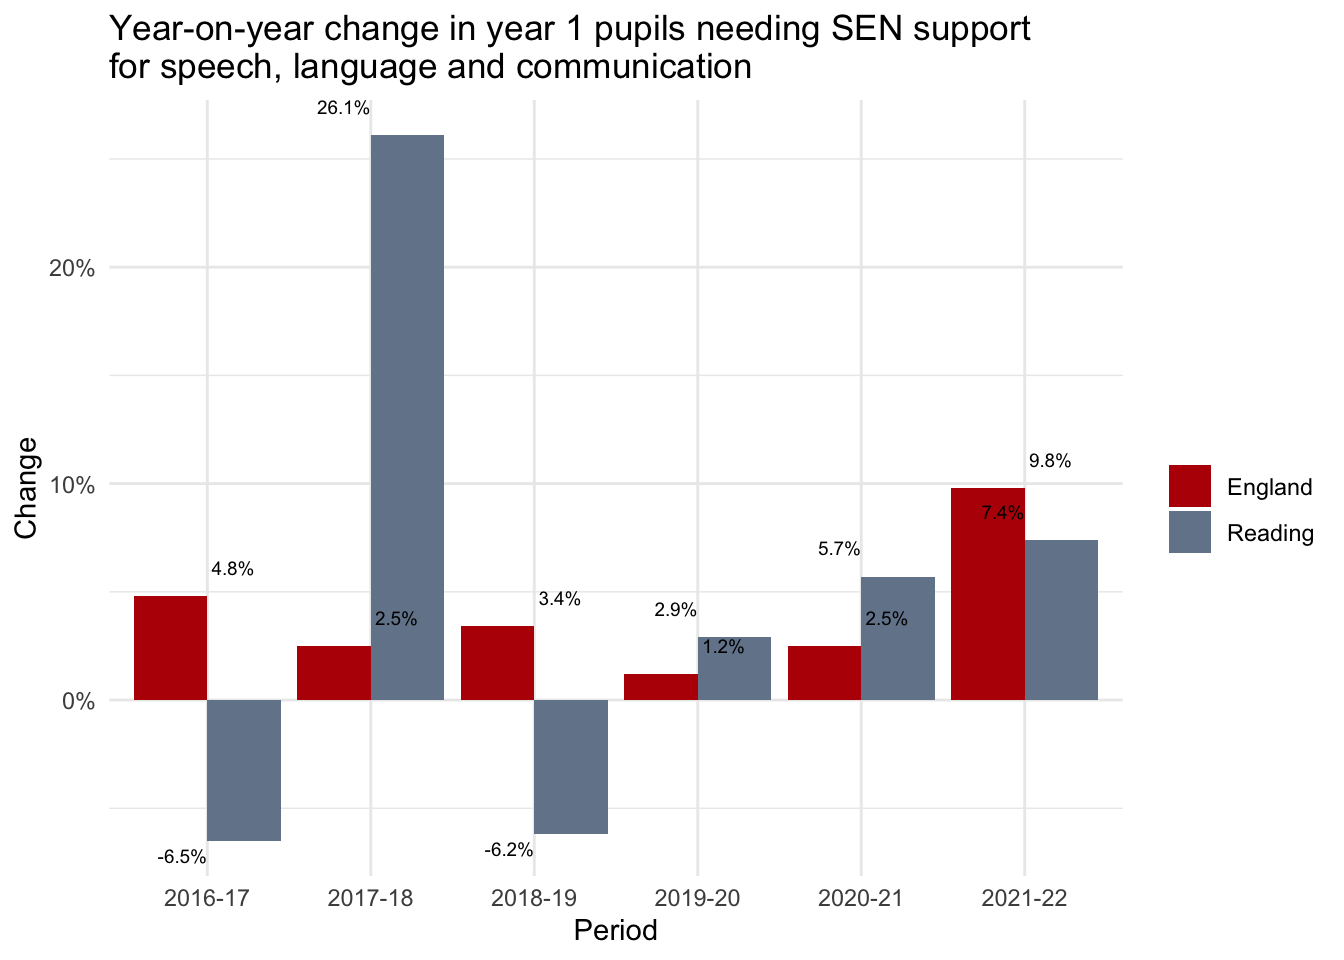 Year-on-year change in year 1 pupils needing SEN support
for speech, language and communication
26.1%
20%
Change
10%
9.8%
7.4%
5.7%
4.8%
2.5%
3.4%
2.9%
1.2%
2.5%
0%
-6.5%
-6.2%
England
Reading
2016-17 2017-18 2018-19 2019-20 2020-21 2021-22
Period